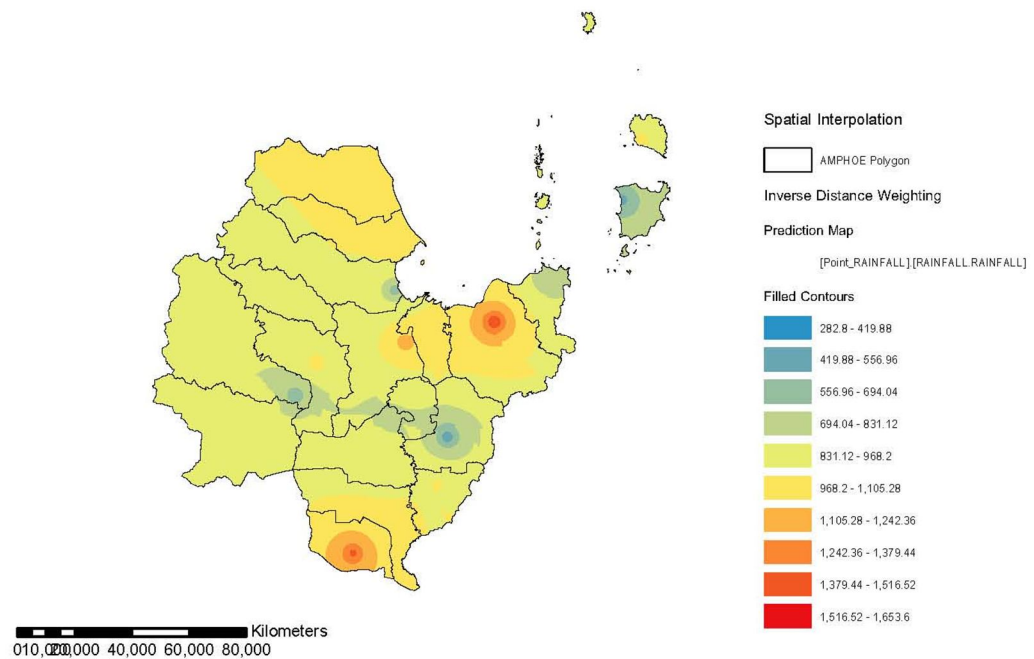 Spatial Interpolation
AMPHOE Polygon
Inverse Distance Weighting
Prediction Map
[Point_RAINFALL].[RAINFALL.RAINFALL]
Filled Contours
282.8 - 419.88
419.88 - 556.96
556.96 - 694.04
694.04 - 831.12
831.12 - 968.2
968.2 - 1,105.28
1,105.28 - 1,242.36
1,242.36 - 1,379.44
1,379.44 - 1,516.52
1,516.52 - 1,653.6
Kilometers
40,000 60,000 80,000